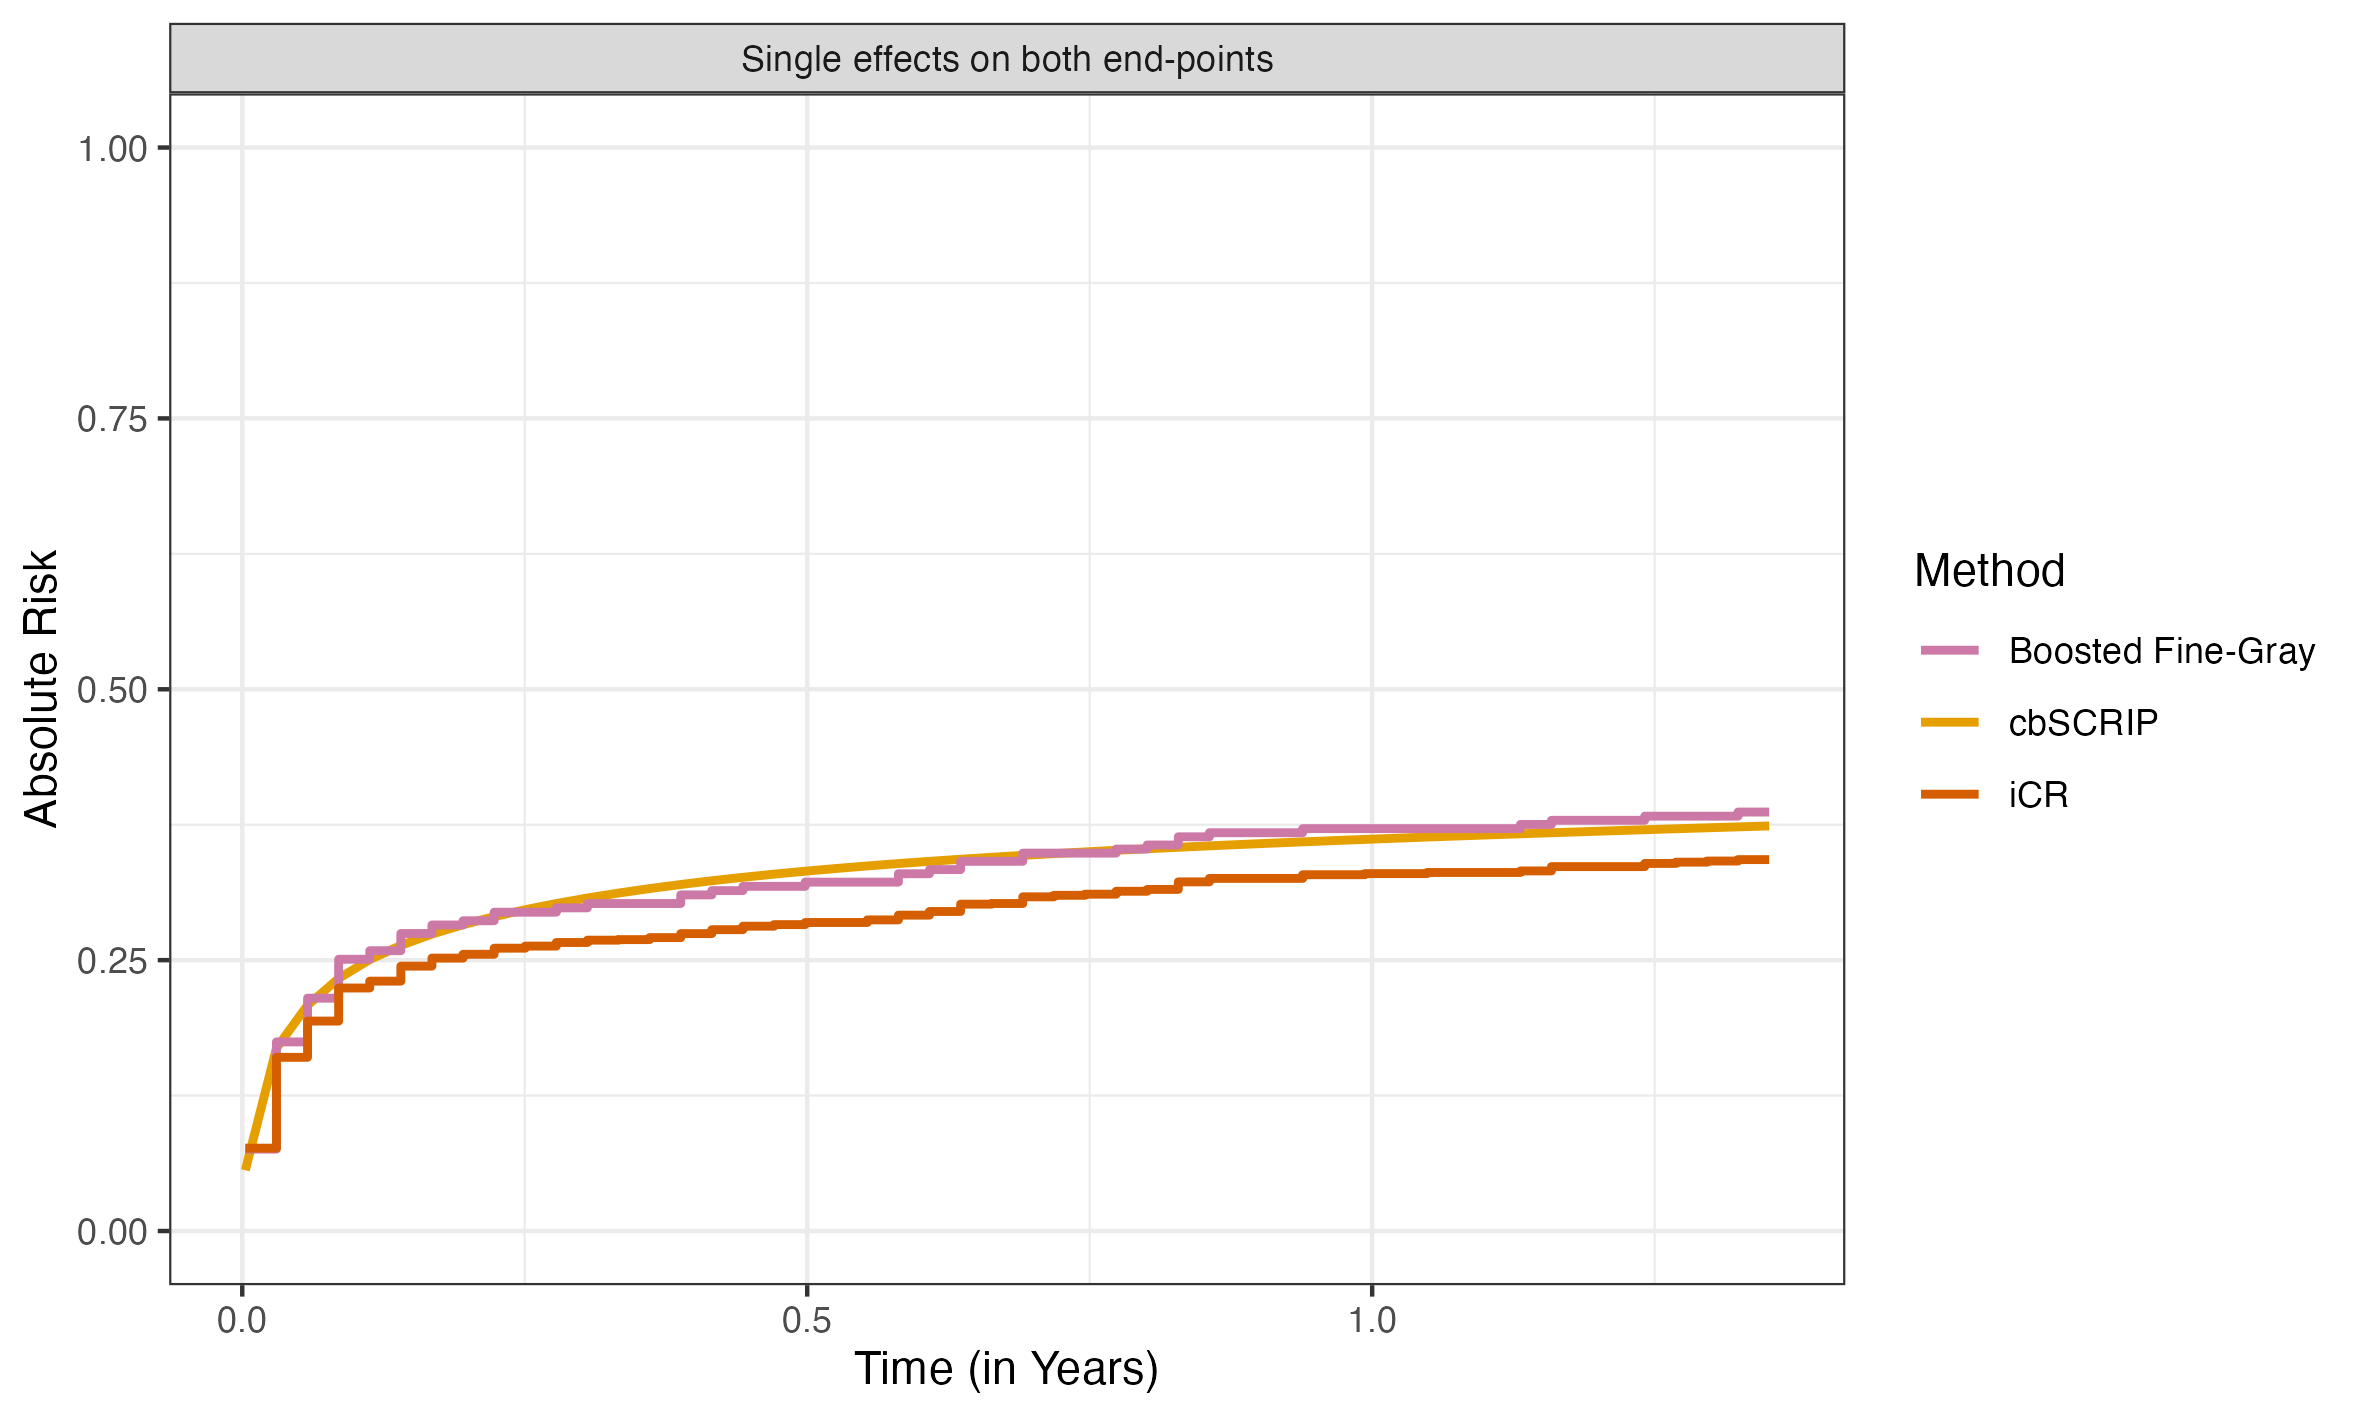 Single effects on both end-points
1.00
0.75
0.50
0.25
0.00
Absolute Risk
0.0
0.5
1.0
Time (in Years)
Method
Boosted Fine-Gray
cbSCRIP
iCR